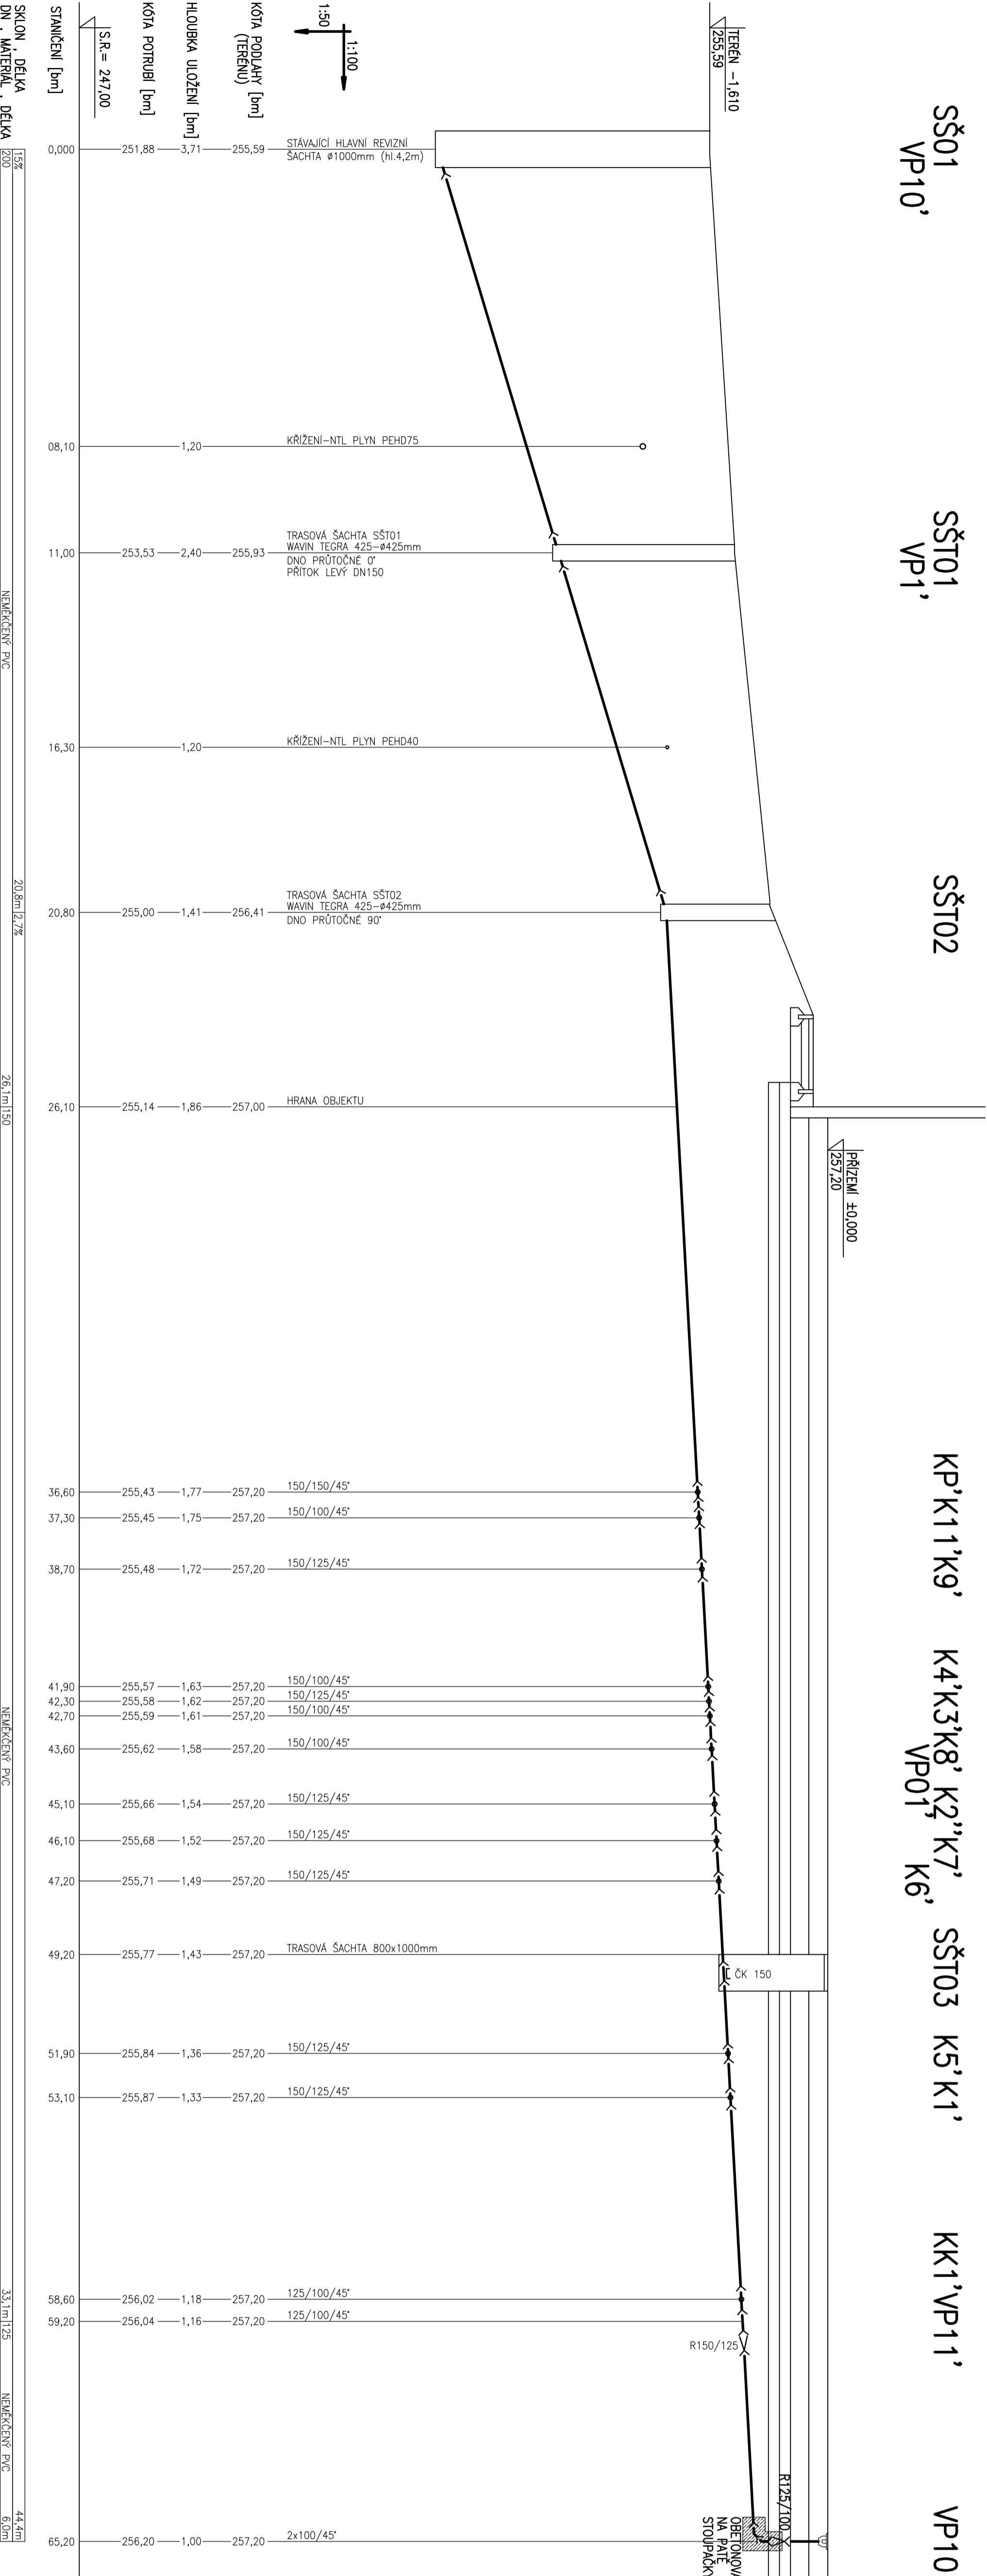 SŠ01
VP10'
SŠT01
VP1'
SŠT02
KP'K11'K9'
K4'K3'K8' K2''K7'
VP01'
K6'
SŠT03
K5'K1'
KK1'VP11'
VP10
TERÉN -1,610
255,59
PŘÍZEMÍ ±0,000
257,20
1:50
1:100
KÓTA PODLAHY [bm]
(TERÉNU)
HLOUBKA ULOŽENÍ [bm]
KÓTA POTRUBÍ [bm]
S.R.= 247,00
STANIČENÍ [bm]
SKLON , DÉLKA
DN , MATERIÁL , DÉLKA
0,000 251,88 3,71 255,59 STÁVAJÍCÍ HLAVNÍ REVIZNÍ
ŠACHTA ø1000mm (hl.4,2m)
08,10 1,20 KŘÍŽENÍ-NTL PLYN PEHD75
TRASOVÁ ŠACHTA SŠT01
WAVIN TEGRA 425-ø425mm
11,00 253,53 2,40 255,93
DNO PRŮTOČNÉ 0°
PŘÍTOK LEVÝ DN150
16,30 1,20 KŘÍŽENÍ-NTL PLYN PEHD40
TRASOVÁ ŠACHTA SŠT02
WAVIN TEGRA 425-ø425mm
20,80 255,00 1,41 256,41
DNO PRŮTOČNÉ 90°
26,10 255,14 1,86 257,00 HRANA OBJEKTU
36,60 255,43 1,77 257,20 150/150/45°
37,30 255,45 1,75 257,20 150/100/45°
38,70 255,48 1,72 257,20 150/125/45°
41,90 255,57 1,63 257,20 150/100/45°
42,30 255,58 1,62 257,20 150/125/45°
42,70 255,59 1,61 257,20 150/100/45°
43,60 255,62 1,58 257,20 150/100/45°
45,10 255,66 1,54 257,20 150/125/45°
46,10 255,68 1,52 257,20 150/125/45°
47,20 255,71 1,49 257,20 150/125/45°
49,20 255,77 1,43 257,20 TRASOVÁ ŠACHTA 800x1000mm
ČK 150
51,90 255,84 1,36 257,20 150/125/45°
53,10 255,87 1,33 257,20 150/125/45°
58,60 256,02 1,18 257,20 125/100/45°
59,20 256,04 1,16 257,20 125/100/45°
R150/125
R125/100
65,20 256,20 1,00 257,20 2x100/45°
NA PATĚ
15% 20,8m 2,7% 44,4m
200 NEMĚKČENÝ PVC 26,1m 150 NEMĚKČENÝ PVC 33,1m 125 NEMĚKČENÝ PVC 6,0m